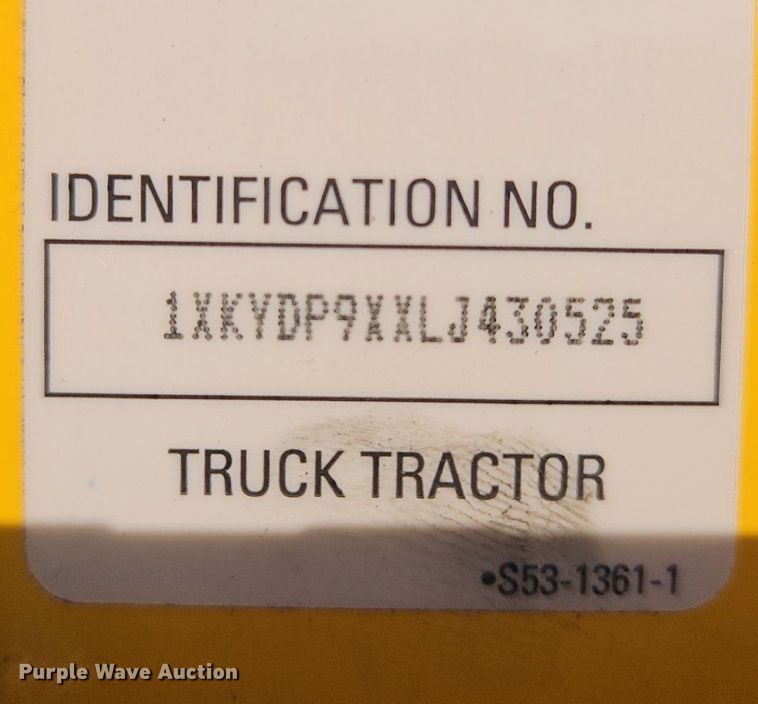 IDENTIFICATION NO.
1XKYDP9XXLJ430525
TRUCK TRACTOR
•S53-1361-1
Purple Wave Auction